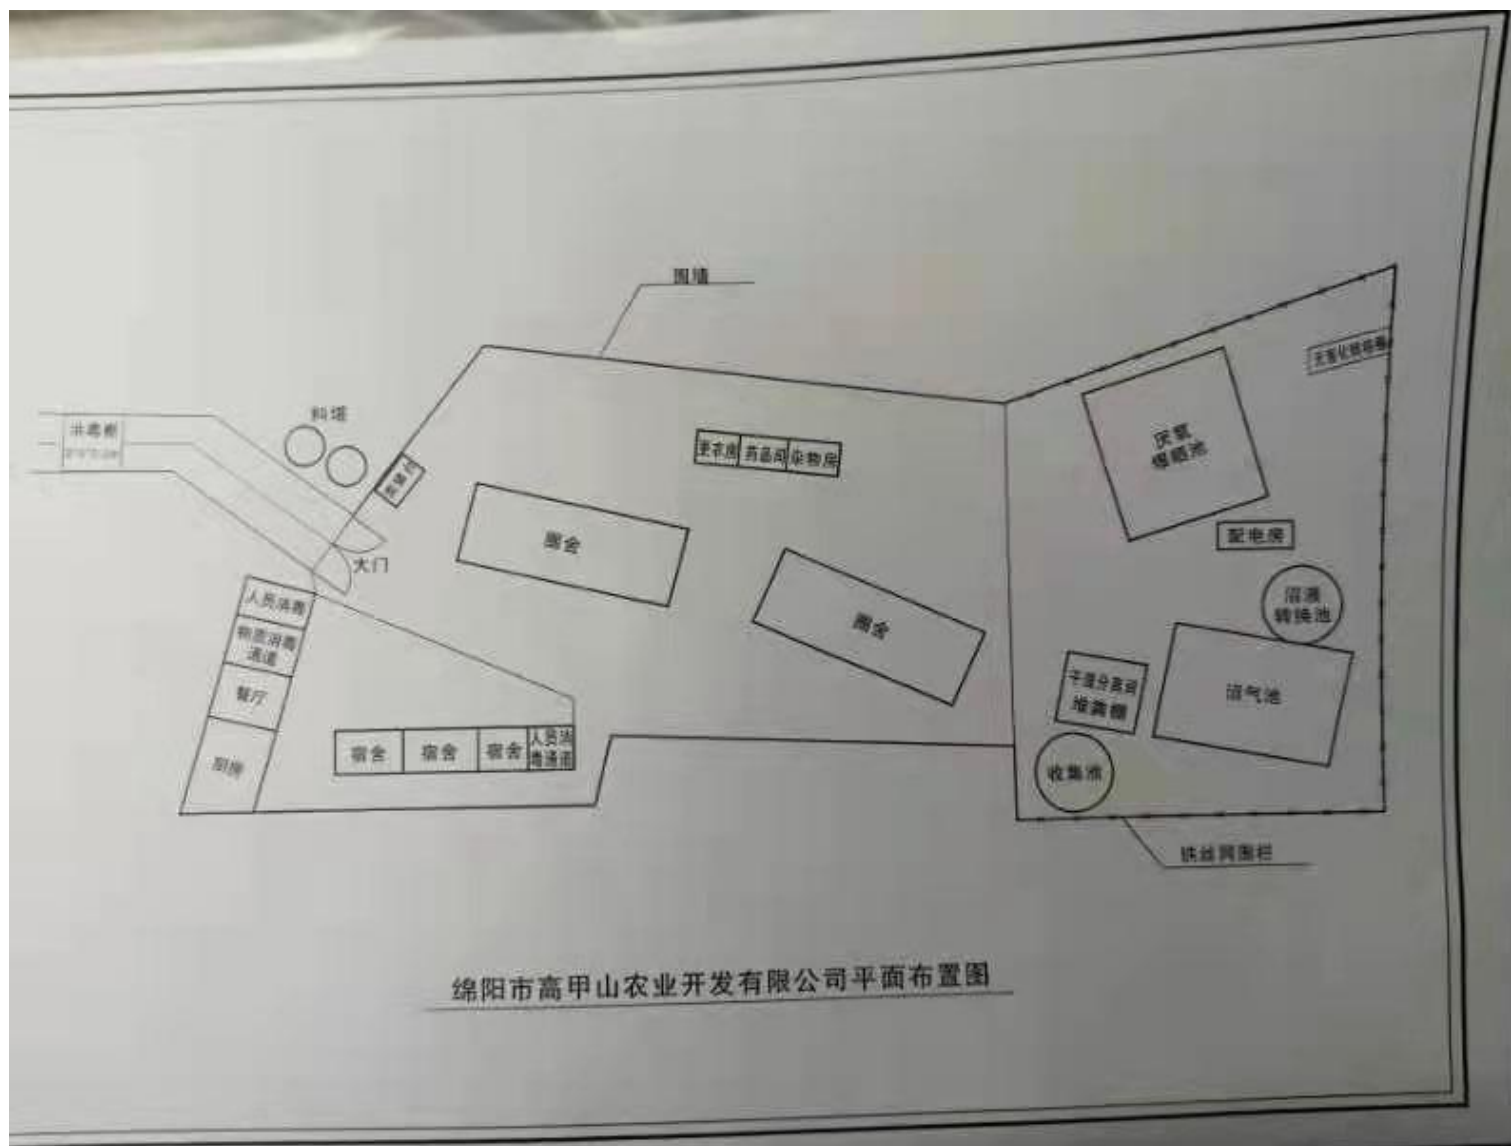 围墙
料塔
消毒棚
大门
更衣房
药品间
杂物房
圈舍
圈舍
厌氧
爆晒池
配电房
沼液
转换池
沼气池
干湿分离间
堆粪棚
收集池
铁丝网围栏
人员消毒
物资消毒
通道
餐厅
厨房
宿舍
宿舍
宿舍
人员消
毒通道
绵阳市高甲山农业开发有限公司平面布置图